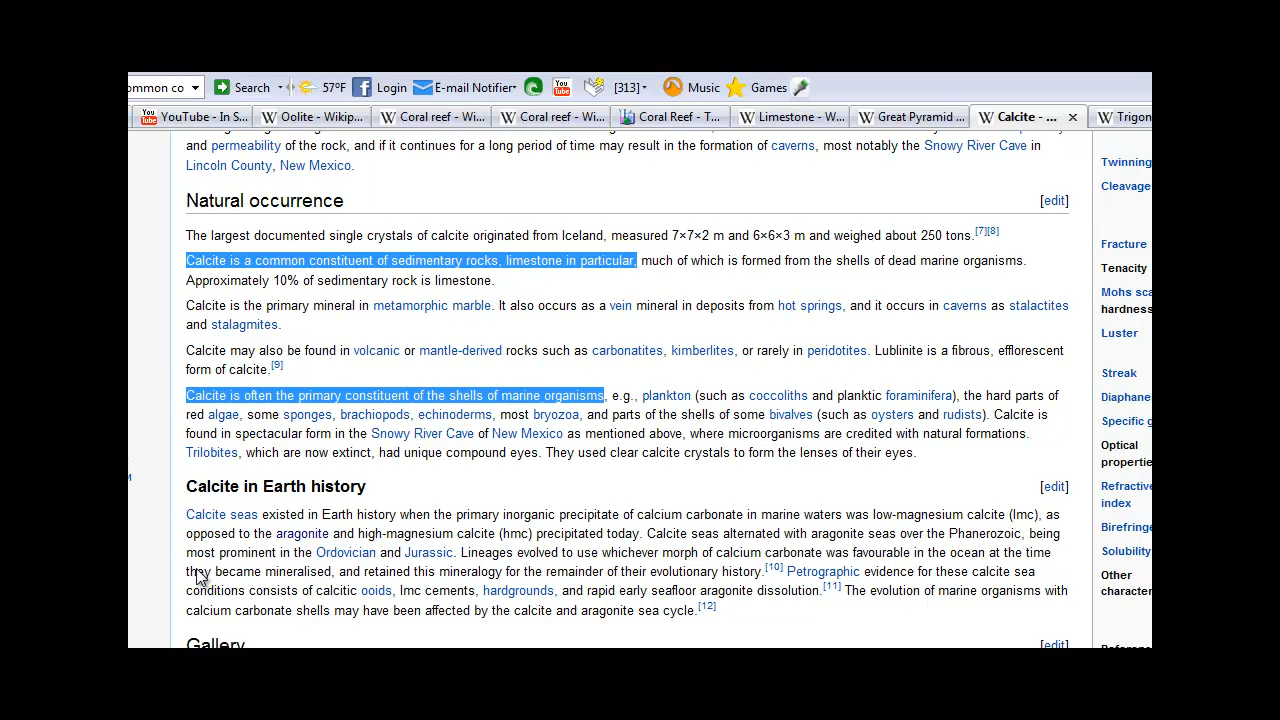 ommon co Search 57°F Login E-mail Notifier [313] Music Games
YouTube - In S... Oolite - Wikip... Coral reef - Wi... Coral reef - Wi... Coral Reef - T... Limestone - W... Great Pyramid ... Calcite - ... Trigon
and permeability of the rock, and if it continues for a long period of time may result in the formation of caverns, most notably the Snowy River Cave in
Lincoln County, New Mexico.
Natural occurrence [edit]
The largest documented single crystals of calcite originated from Iceland, measured 7×7×2 m and 6×6×3 m and weighed about 250 tons.[7][8]
Calcite is a common constituent of sedimentary rocks, limestone in particular, much of which is formed from the shells of dead marine organisms.
Approximately 10% of sedimentary rock is limestone.
Calcite is the primary mineral in metamorphic marble. It also occurs as a vein mineral in deposits from hot springs, and it occurs in caverns as stalactites
and stalagmites.
Calcite may also be found in volcanic or mantle-derived rocks such as carbonatites, kimberlites, or rarely in peridotites. Lublinite is a fibrous, efflorescent
form of calcite.[9]
Calcite is often the primary constituent of the shells of marine organisms, e.g., plankton (such as coccoliths and planktic foraminifera), the hard parts of
red algae, some sponges, brachiopods, echinoderms, most bryozoa, and parts of the shells of some bivalves (such as oysters and rudists). Calcite is
found in spectacular form in the Snowy River Cave of New Mexico as mentioned above, where microorganisms are credited with natural formations.
Trilobites, which are now extinct, had unique compound eyes. They used clear calcite crystals to form the lenses of their eyes.
Calcite in Earth history [edit]
Calcite seas existed in Earth history when the primary inorganic precipitate of calcium carbonate in marine waters was low-magnesium calcite (lmc), as
opposed to the aragonite and high-magnesium calcite (hmc) precipitated today. Calcite seas alternated with aragonite seas over the Phanerozoic, being
most prominent in the Ordovician and Jurassic. Lineages evolved to use whichever morph of calcium carbonate was favourable in the ocean at the time
they became mineralised, and retained this mineralogy for the remainder of their evolutionary history.[10] Petrographic evidence for these calcite sea
conditions consists of calcitic ooids, lmc cements, hardgrounds, and rapid early seafloor aragonite dissolution.[11] The evolution of marine organisms with
calcium carbonate shells may have been affected by the calcite and aragonite sea cycle.[12]
Gallery [edit]
Twinning
Cleavage
Fracture
Tenacity
Mohs sca
hardness
Luster
Streak
Diaphane
Specific g
Optical
propertie
Refractive
index
Birefringe
Solubility
Other
character